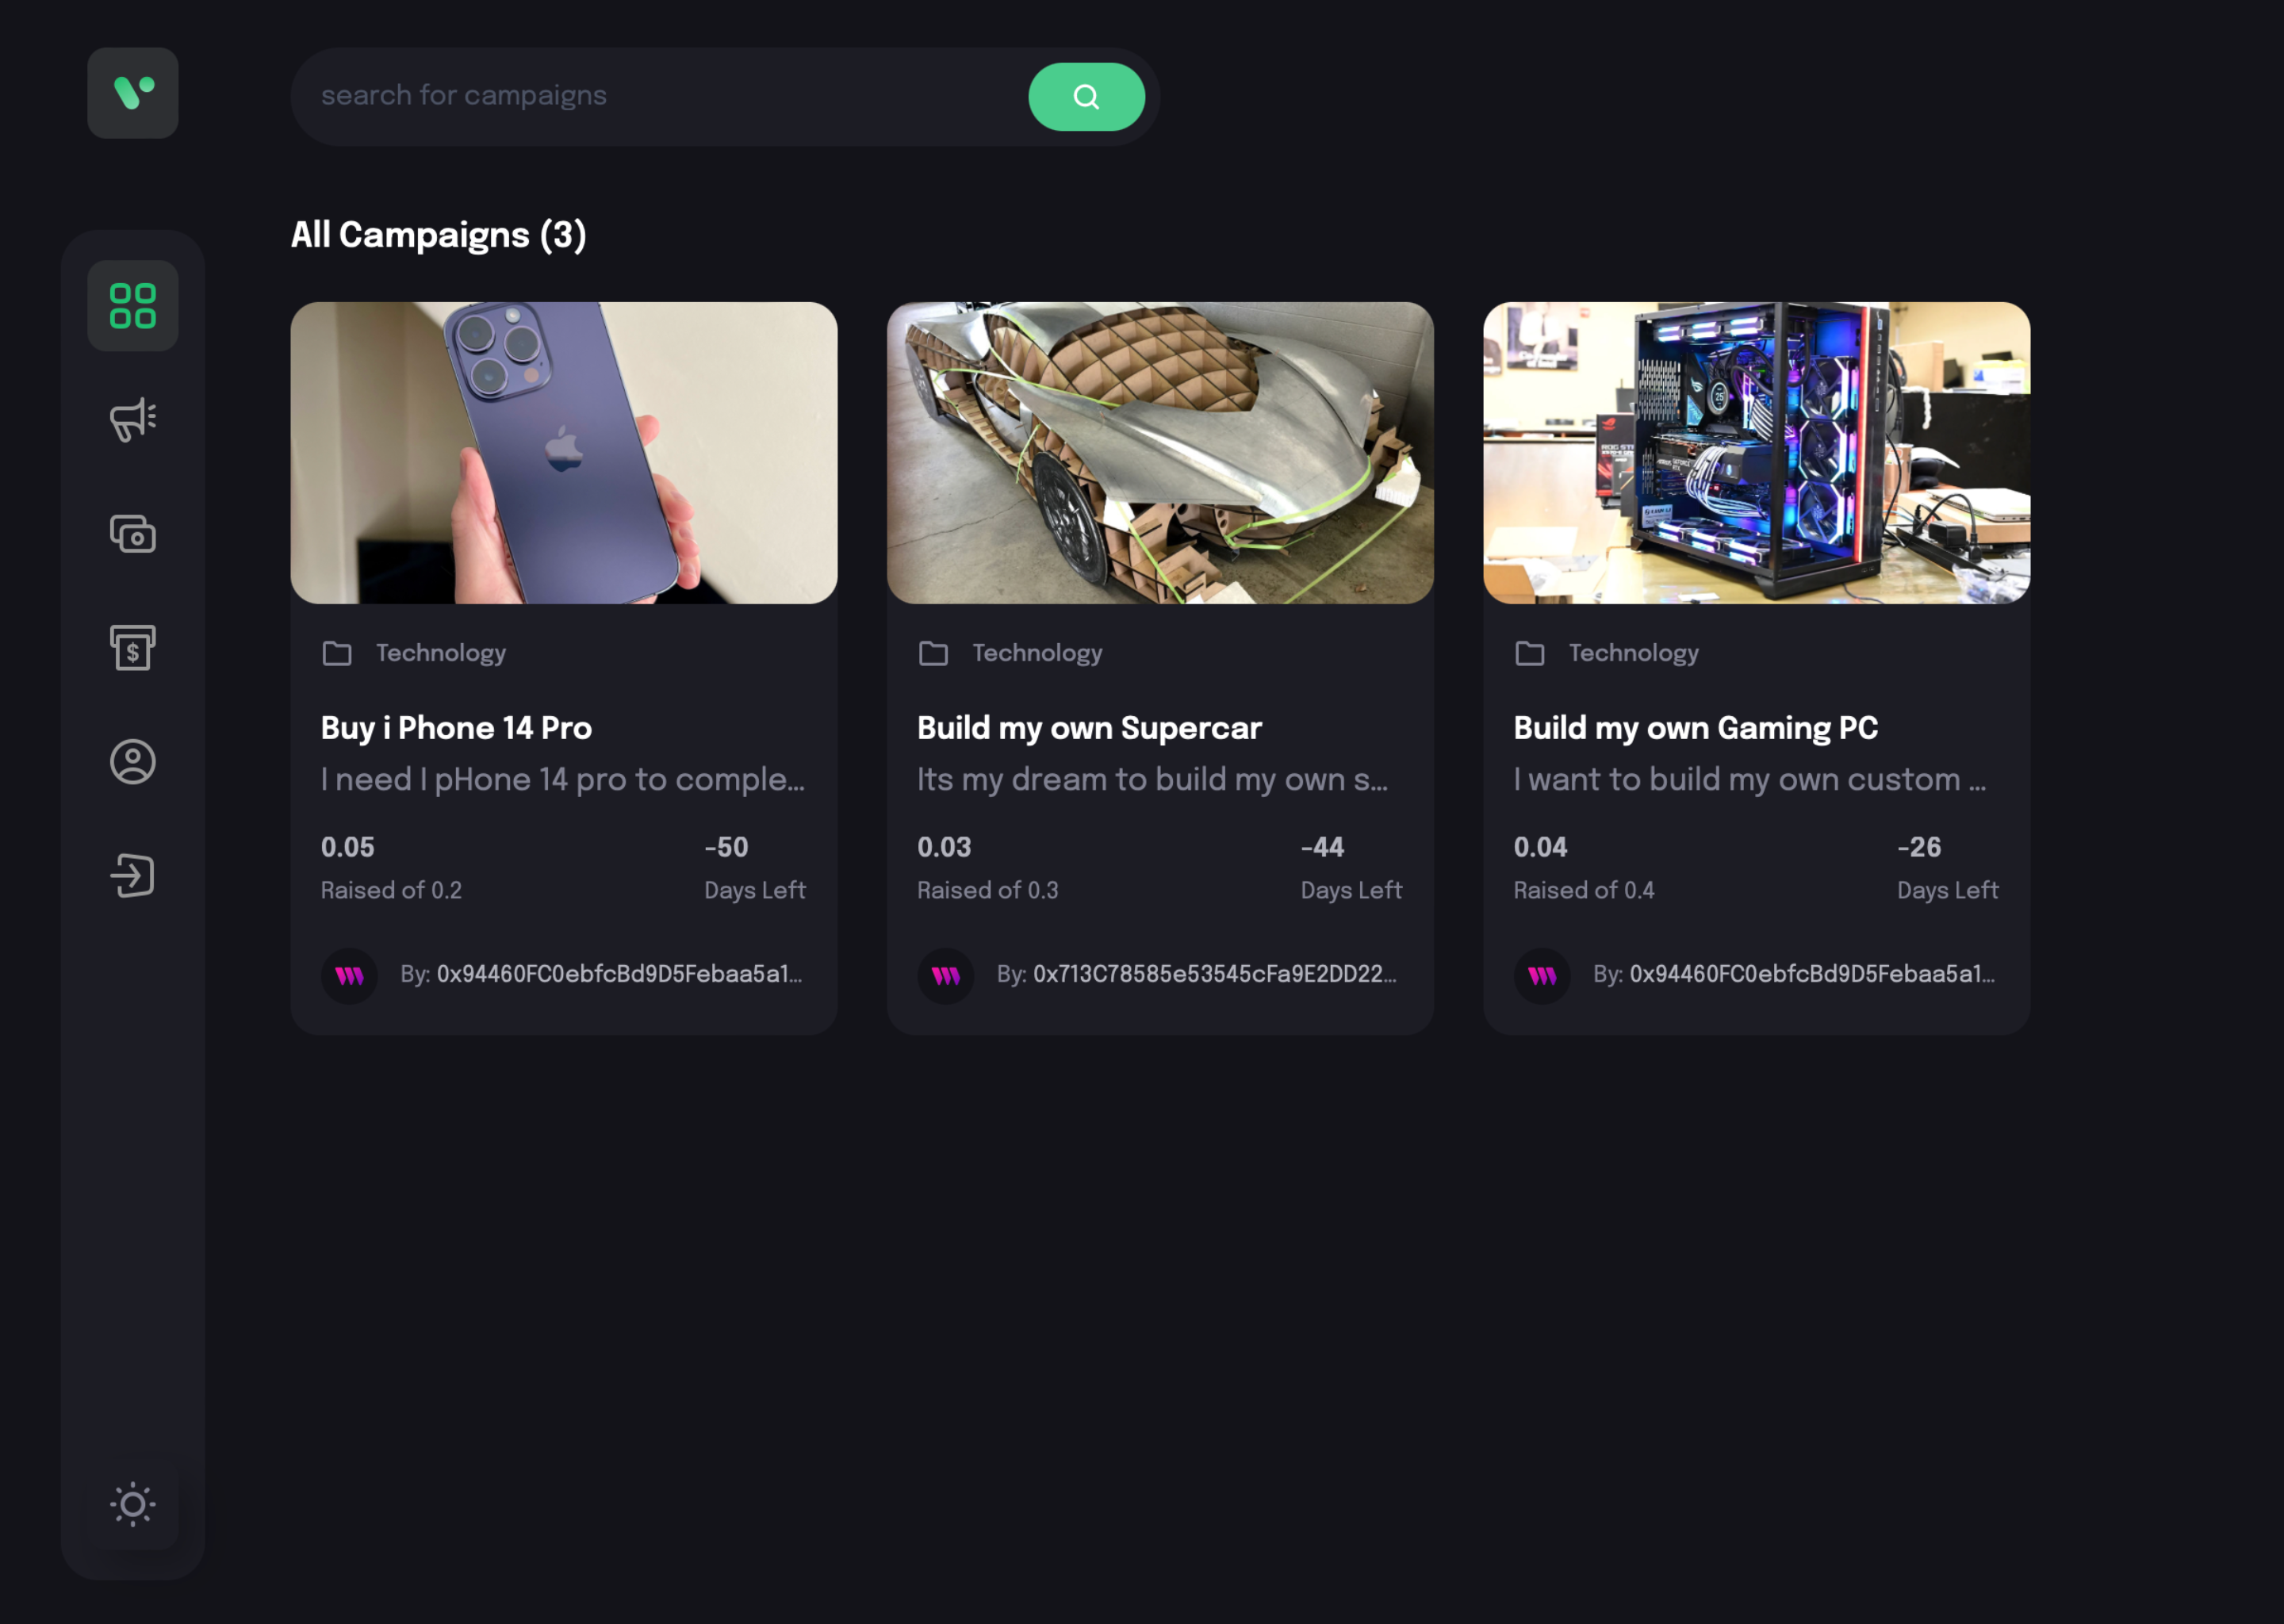 search for campaigns
All Campaigns (3)
Technology
Buy i Phone 14 Pro
I need I pHone 14 pro to comple...
0.05
Raised of 0.2
-50
Days Left
By: 0x94460FC0ebfcBd9D5Febaa5a1...
25
Technology
Build my own Supercar
Its my dream to build my own s...
0.03
Raised of 0.3
-44
Days Left
By: 0x713C78585e53545cFa9E2DD22...
Technology
Build my own Gaming PC
I want to build my own custom ...
0.04
Raised of 0.4
-26
Days Left
By: 0x94460FC0ebfcBd9D5Febaa5a1...